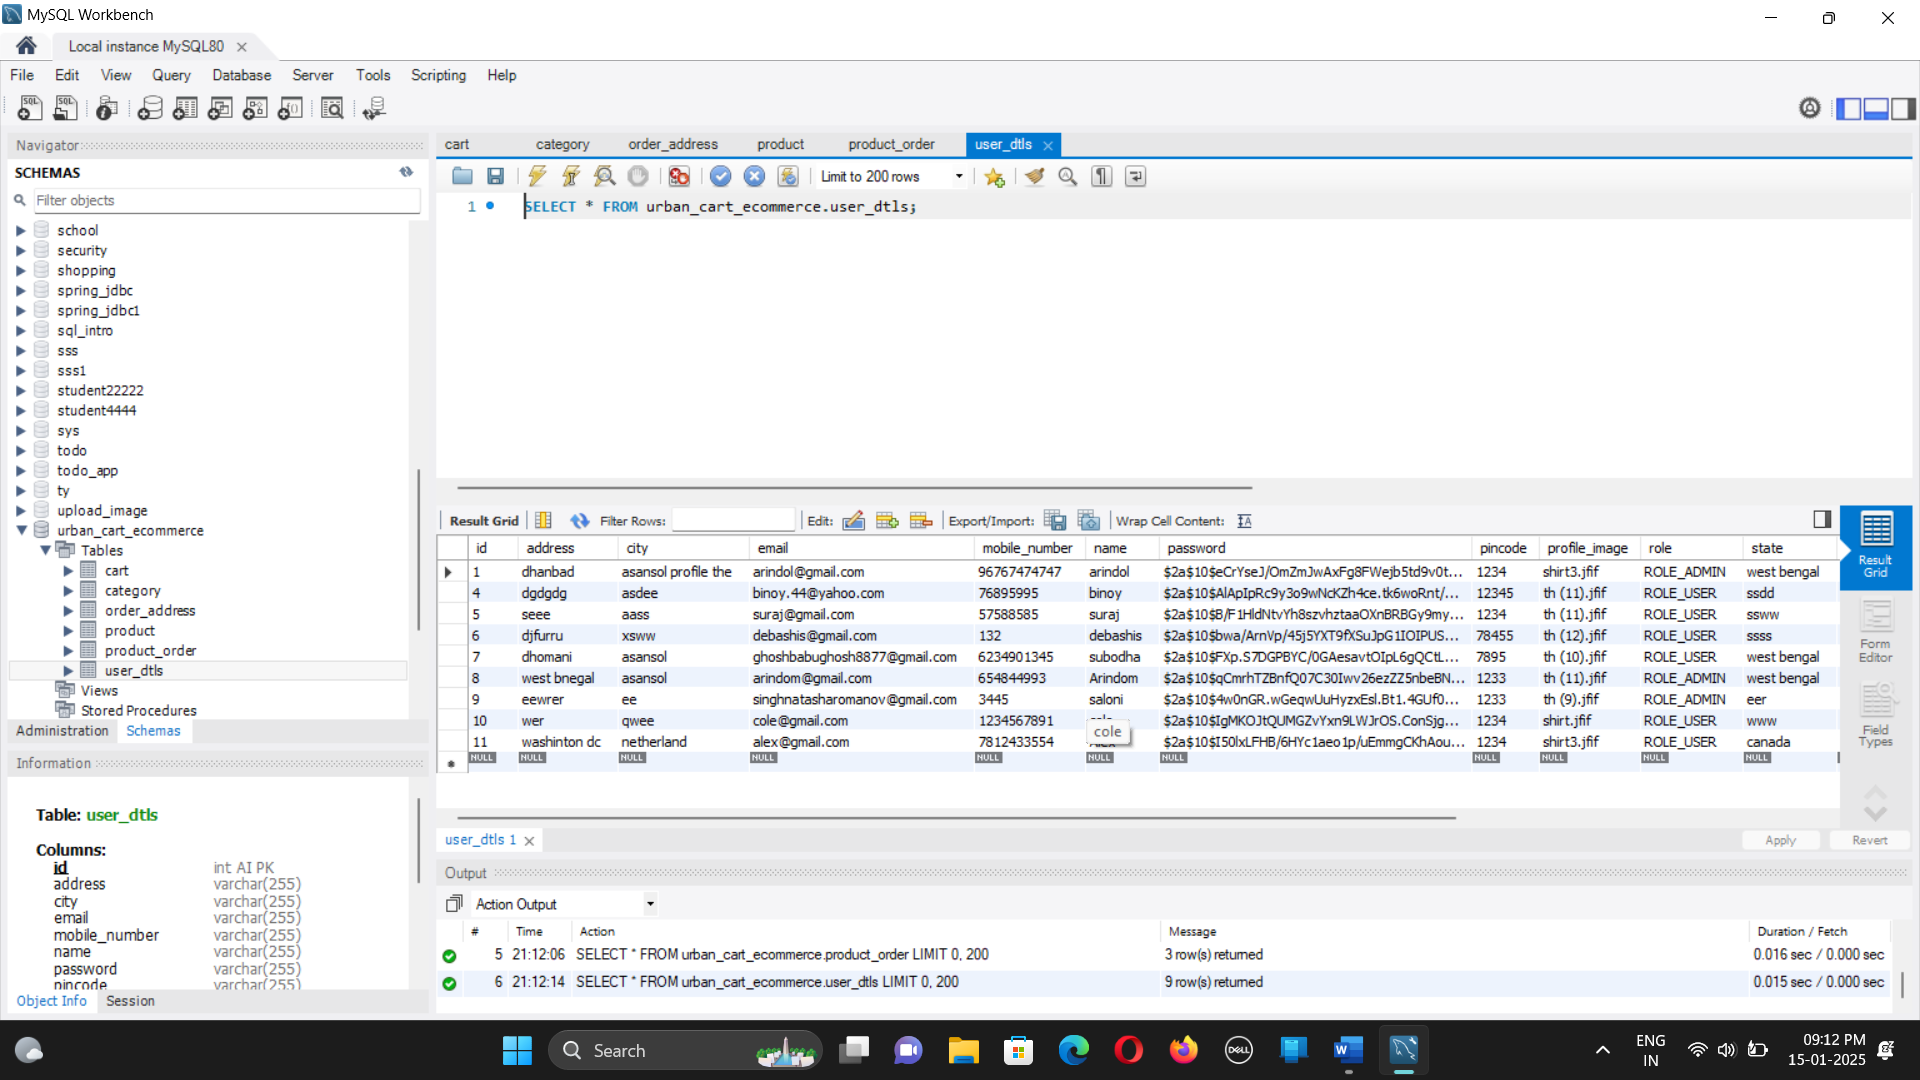 MySQL Workbench
Local instance MySQL80
File Edit View Query Database Server Tools Scripting Help
Navigator
SCHEMAS
Filter objects
school
security
shopping
spring_jdbc
spring_jdbc1
sql_intro
sss
sss1
student22222
student4444
sys
todo
todo_app
ty
upload_image
urban_cart_ecommerce
Tables
cart
category
order_address
product
product_order
user_dtls
Views
Stored Procedures
Administration Schemas
Information
Table: user_dtls
Columns:
id int AI PK
address varchar(255)
city varchar(255)
email varchar(255)
mobile_number varchar(255)
name varchar(255)
password varchar(255)
pincode varchar(255)
Object Info Session
cart category order_address product product_order user_dtls
Limit to 200 rows
1 SELECT * FROM urban_cart_ecommerce.user_dtls;
Result Grid Filter Rows: Edit: Export/Import: Wrap Cell Content:
id address city email mobile_number name password pincode profile_image role state
1 dhanbad asansol profile the arindol@gmail.com 96767474747 arindol $2a$10$eCrYseJ/OmZmJwAxFg8FWejb5td9v0t... 1234 shirt3.jfif ROLE_ADMIN west bengal
4 dgdgdg asdee binoy.44@yahoo.com 76895995 binoy $2a$10$AlApIpRc9y3o9wNcKZh4ce.tk6woRnt/... 12345 th (11).jfif ROLE_USER ssdd
5 seee aass suraj@gmail.com 57588585 suraj $2a$10$B/F1HldNtvYh8szvhztaaOXnBRBGy9my... 1234 th (11).jfif ROLE_USER ssww
6 djfurru xsww debashis@gmail.com 132 debashis $2a$10$bwa/ArnVp/45j5YXT9fXSuJpG1IOIPUS... 78455 th (12).jfif ROLE_USER ssss
7 dhomani asansol ghoshbabughosh8877@gmail.com 6234901345 subodha $2a$10$FXp.S7DGPBYC/0GAesavtOIpL6gQCtL... 7895 th (10).jfif ROLE_USER west bengal
8 west bnegal asansol arindom@gmail.com 654844993 Arindom $2a$10$qCmrhTZBnfQ07C30Iwv26ezZZ5nbeBN... 1233 th (11).jfif ROLE_ADMIN west bengal
9 eewrer ee singhnatasharomanov@gmail.com 3445 saloni $2a$10$4w0nGR.wGeqwUuHyzxEsl.Bt1.4GUf0... 1233 th (9).jfif ROLE_ADMIN eer
10 wer qwee cole@gmail.com 1234567891 $2a$10$IgMKOJtQUMGZvYxn9LWJrOS.ConSjg... 1234 shirt.jfif ROLE_USER www
cole
11 washinton dc netherland alex@gmail.com 7812433554 $2a$10$I50lxLFHB/6HYc1aeo1p/uEmmgCKhAou... 1234 shirt3.jfif ROLE_USER canada
NULL NULL NULL NULL NULL NULL NULL NULL NULL NULL NULL
Result Grid
Form Editor
Field Types
user_dtls 1 Apply Revert
Output
Action Output
# Time Action Message Duration / Fetch
5 21:12:06 SELECT * FROM urban_cart_ecommerce.product_order LIMIT 0, 200 3 row(s) returned 0.016 sec / 0.000 sec
6 21:12:14 SELECT * FROM urban_cart_ecommerce.user_dtls LIMIT 0, 200 9 row(s) returned 0.015 sec / 0.000 sec
Search
DELL
ENG
IN
09:12 PM
15-01-2025